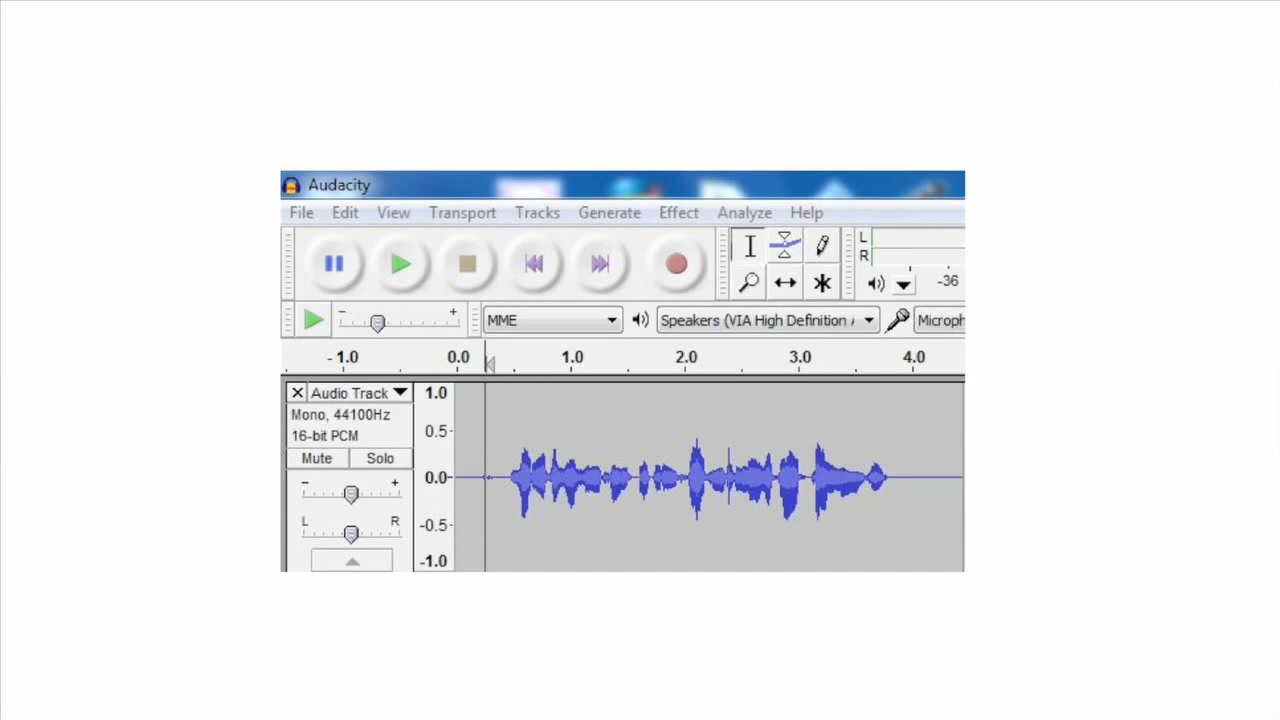 Audacity
File Edit View Transport Tracks Generate Effect Analyze Help
L
R
-36
MME
Speakers (VIA High Definition
Microph
- 1.0 0.0 1.0 2.0 3.0 4.0
Audio Track
Mono, 44100Hz
16-bit PCM
Mute Solo
- +
L R
1.0
0.5-
0.0-
-0.5-
-1.0